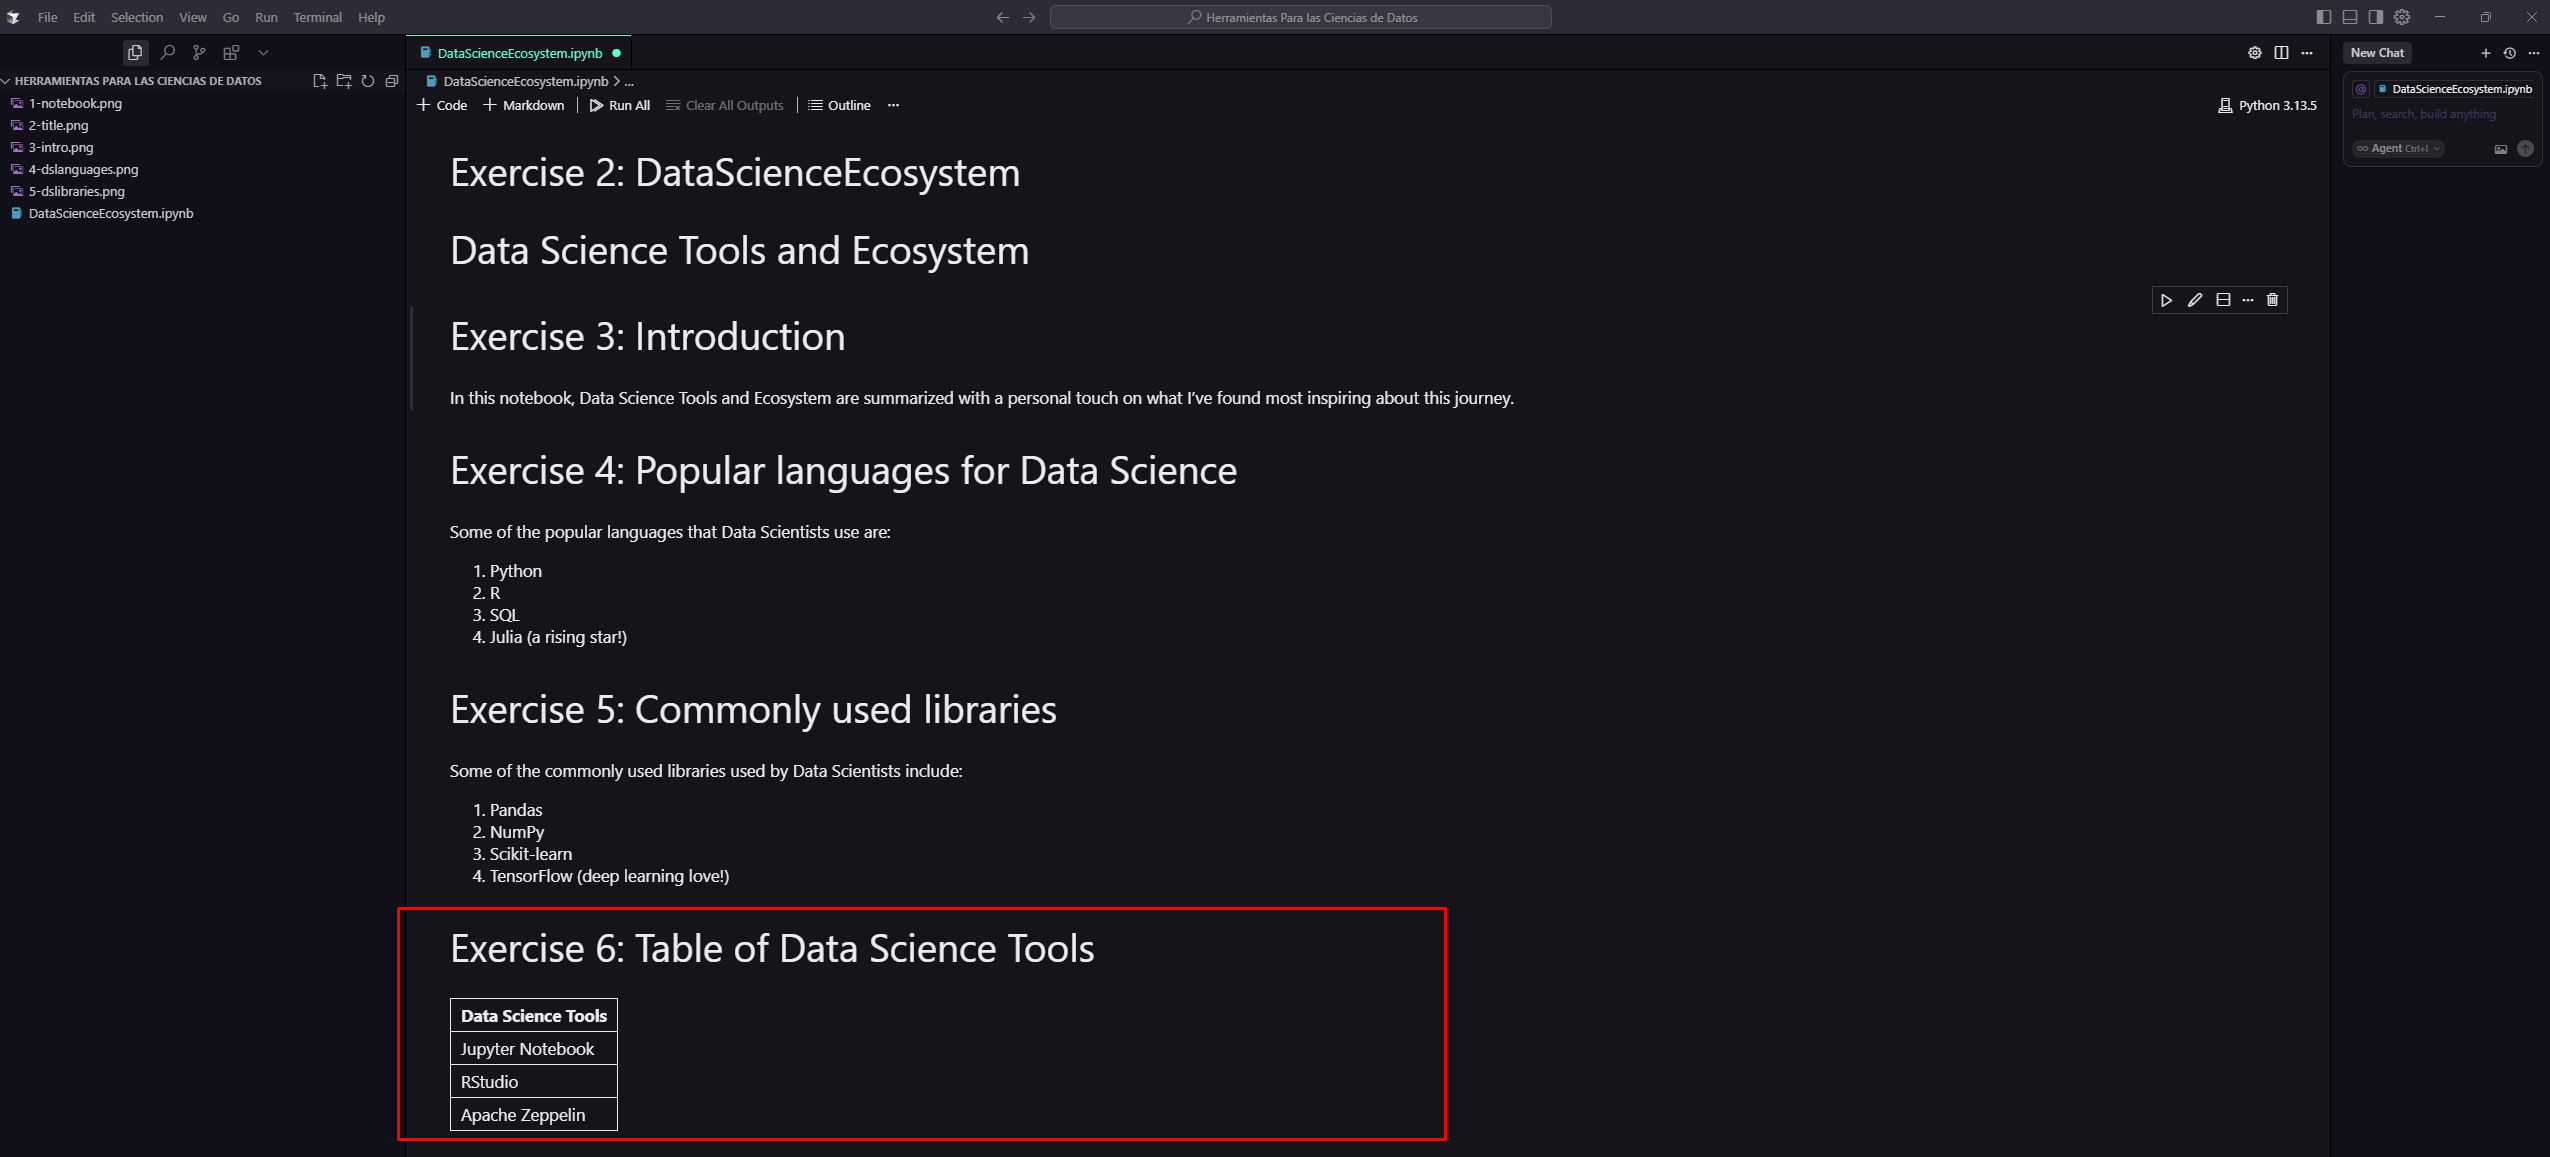 File Edit Selection View Go Run Terminal Help
Herramientas Para las Ciencias de Datos
HERRAMIENTAS PARA LAS CIENCIAS DE DATOS
1-notebook.png
2-title.png
3-intro.png
4-dslanguages.png
5-dslibraries.png
DataScienceEcosystem.ipynb
DataScienceEcosystem.ipynb
DataScienceEcosystem.ipynb > ...
+ Code + Markdown Run All Clear All Outputs Outline ...
Python 3.13.5
Exercise 2: DataScienceEcosystem
Data Science Tools and Ecosystem
Exercise 3: Introduction
In this notebook, Data Science Tools and Ecosystem are summarized with a personal touch on what I’ve found most inspiring about this journey.
Exercise 4: Popular languages for Data Science
Some of the popular languages that Data Scientists use are:
1. Python
2. R
3. SQL
4. Julia (a rising star!)
Exercise 5: Commonly used libraries
Some of the commonly used libraries used by Data Scientists include:
1. Pandas
2. NumPy
3. Scikit-learn
4. TensorFlow (deep learning love!)
Exercise 6: Table of Data Science Tools
Data Science Tools
Jupyter Notebook
RStudio
Apache Zeppelin
New Chat
@ DataScienceEcosystem.ipynb
Plan, search, build anything
Agent Ctrl+I